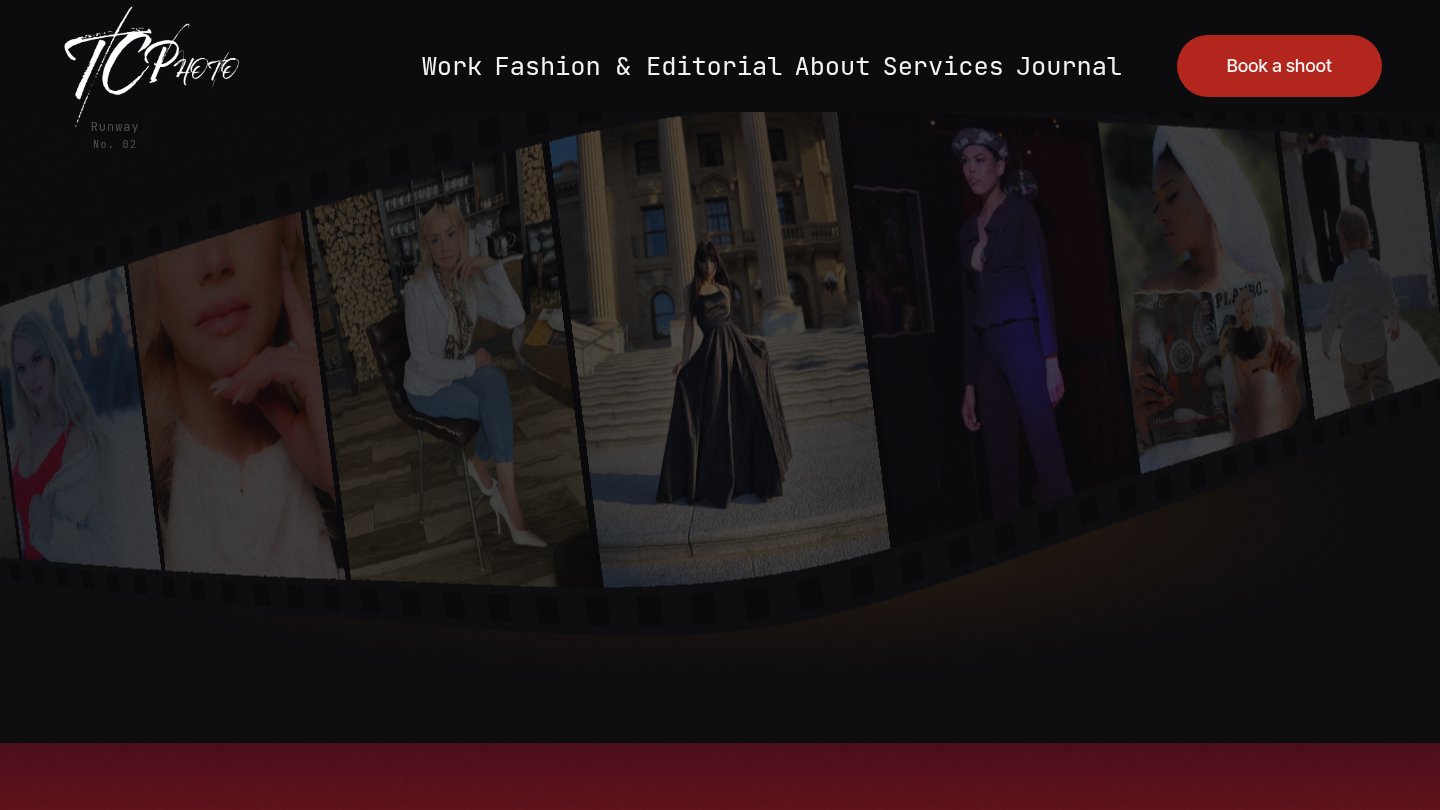 TCPHOTO
Work Fashion & Editorial About Services Journal
Book a shoot
Runway
No. 02